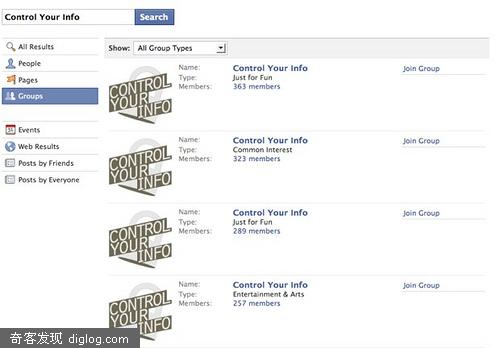 Control Your Info Search
All Results
People
Pages
Groups
Events
Web Results
Posts by Friends
Posts by Everyone
Show: All Group Types
CONTROL
YOUR
INFO
Name: Control Your Info Join Group
Type: Just for Fun
Members: 363 members
CONTROL
YOUR
INFO
Name: Control Your Info Join Group
Type: Common Interest
Members: 323 members
CONTROL
YOUR
INFO
Name: Control Your Info Join Group
Type: Just for Fun
Members: 289 members
CONTROL
YOUR
INFO
Name: Control Your Info Join Group
Type: Entertainment & Arts
Members: 257 members
奇客发现 diglog.com